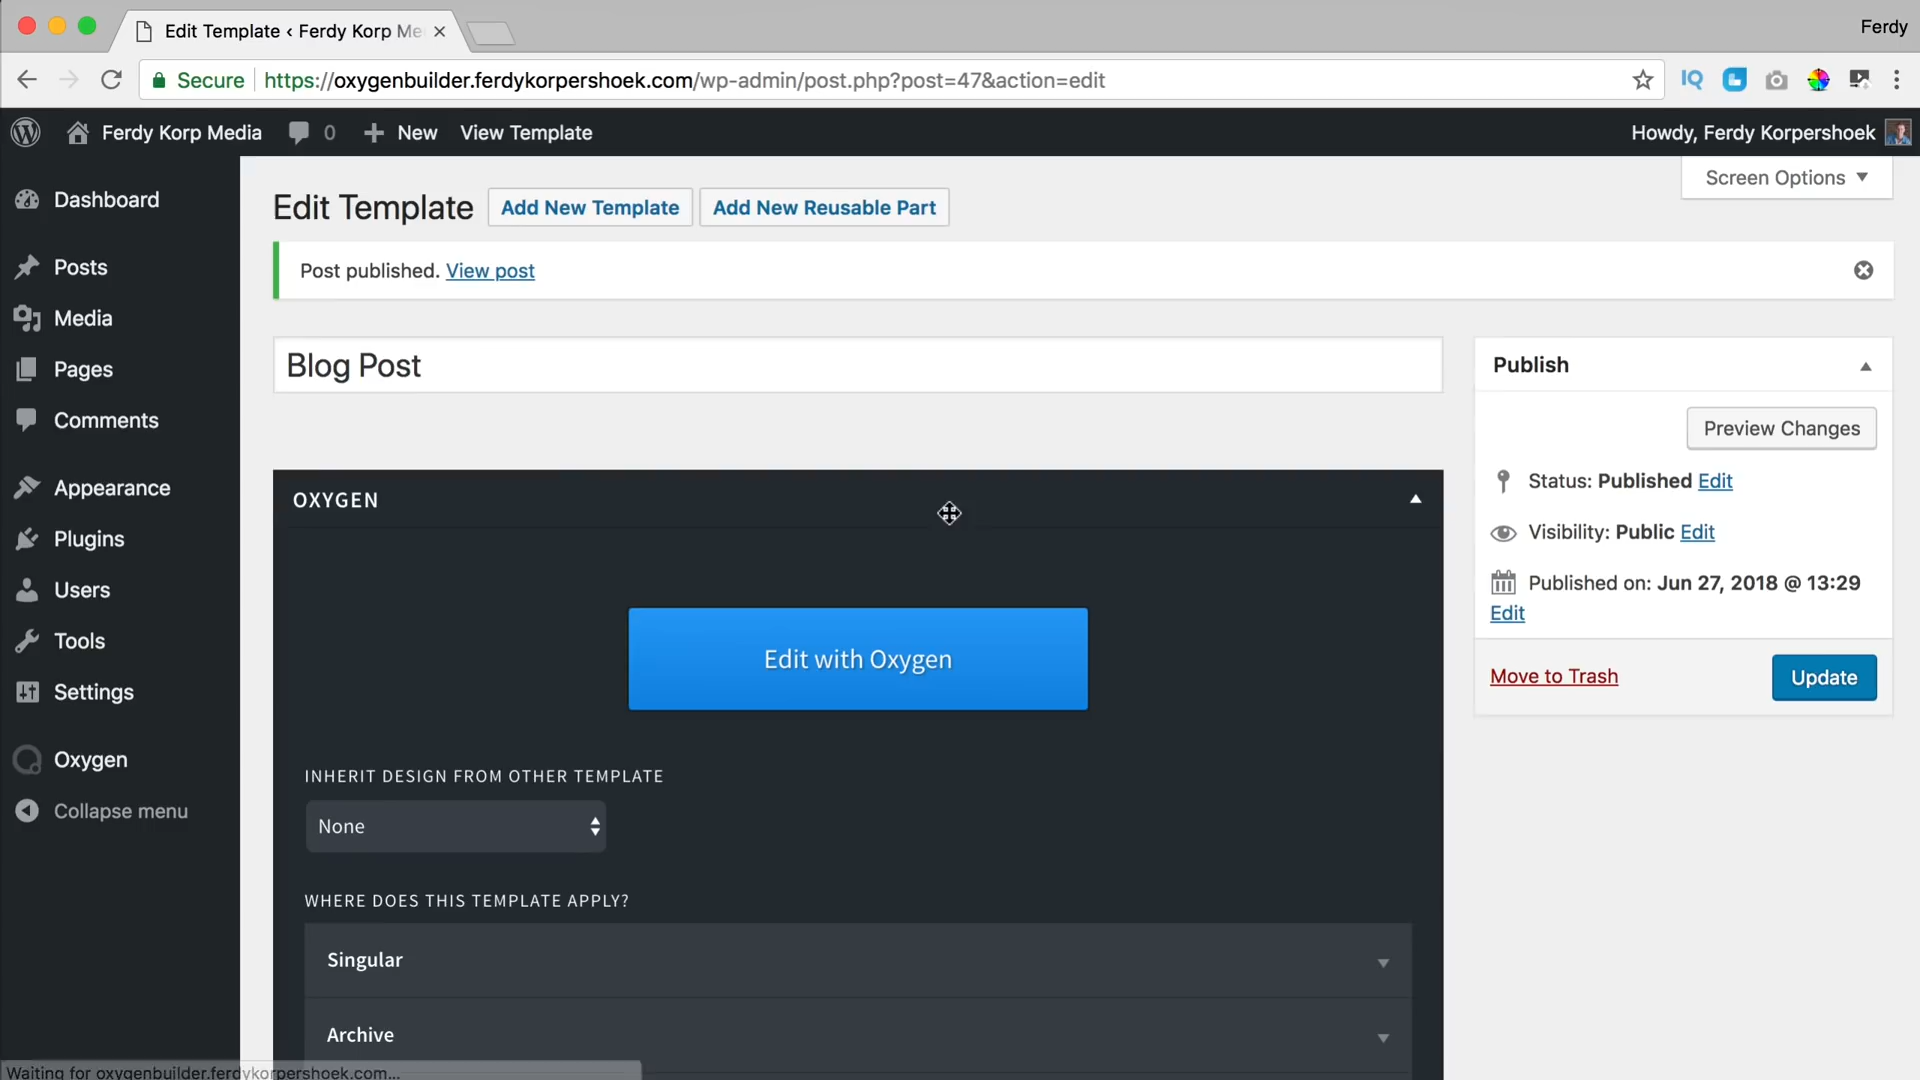 Edit Template ‹ Ferdy Korp Me
Ferdy
Secure
https://oxygenbuilder.ferdykorpershoek.com/wp-admin/post.php?post=47&action=edit
IQ
Ferdy Korp Media
0
New
View Template
Howdy, Ferdy Korpershoek
Screen Options
Dashboard
Posts
Media
Pages
Comments
Appearance
Plugins
Users
Tools
Settings
Oxygen
Collapse menu
Edit Template
Add New Template
Add New Reusable Part
Post published. View post
Blog Post
OXYGEN
Edit with Oxygen
INHERIT DESIGN FROM OTHER TEMPLATE
None
WHERE DOES THIS TEMPLATE APPLY?
Singular
Archive
Publish
Preview Changes
Status: Published Edit
Visibility: Public Edit
Published on: Jun 27, 2018 @ 13:29
Edit
Move to Trash
Update
Waiting for oxygenbuilder.ferdykorpershoek.com...